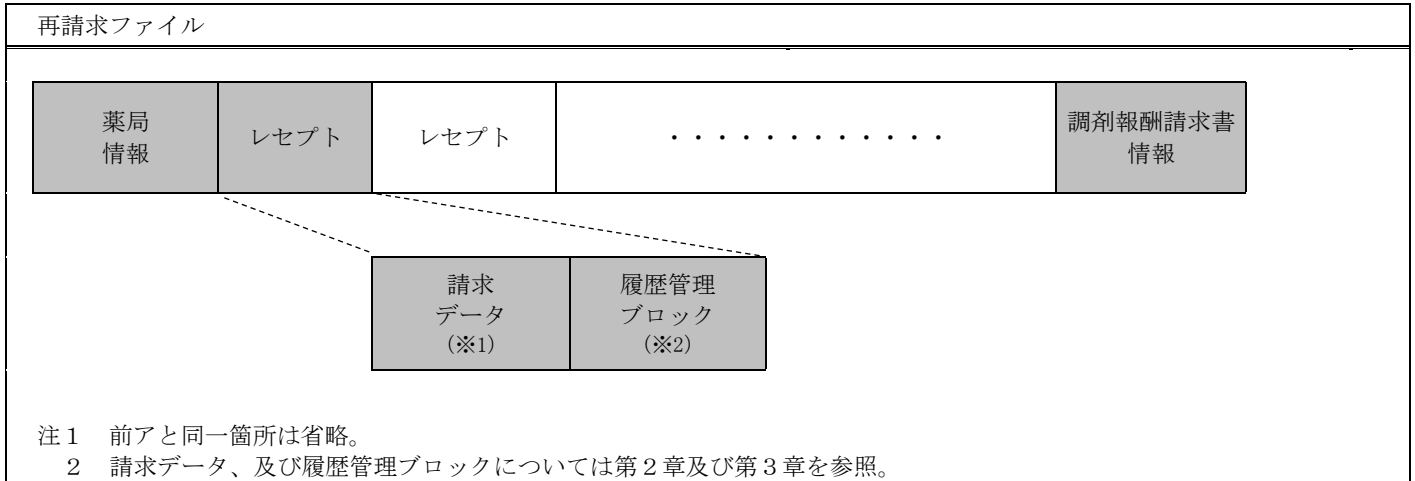 再請求ファイル
薬局
情報
レセプト
レセプト
・・・・・・・・・・・・
調剤報酬請求書
情報
請求
データ
(※1)
履歴管理
ブロック
(※2)
注１　前アと同一箇所は省略。
２　請求データ、及び履歴管理ブロックについては第２章及び第３章を参照。